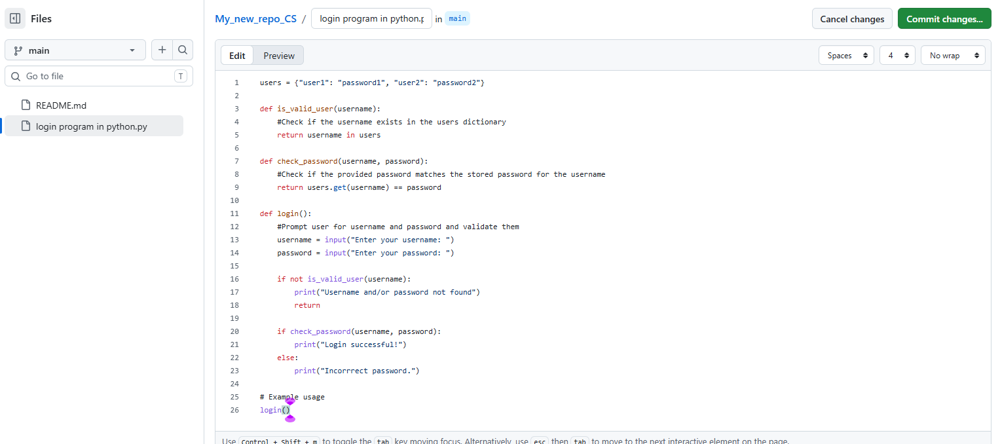 Files
main
Go to file
T
README.md
login program in python.py
My_new_repo_CS / login program in python.p in main
Cancel changes
Commit changes...
Edit
Preview
Spaces
4
No wrap
1 users = {"user1": "password1", "user2": "password2"}
2
3 def is_valid_user(username):
4 #Check if the username exists in the users dictionary
5 return username in users
6
7 def check_password(username, password):
8 #Check if the provided password matches the stored password for the username
9 return users.get(username) == password
10
11 def login():
12 #Prompt user for username and password and validate them
13 username = input("Enter your username: ")
14 password = input("Enter your password: ")
15
16 if not is_valid_user(username):
17 print("Username and/or password not found")
18 return
19
20 if check_password(username, password):
21 print("Login successful!")
22 else:
23 print("Incorrrect password.")
24
25 # Example usage
26 login()
Use Control + Shift + m to toggle the tab key moving focus. Alternatively, use esc then tab to move to the next interactive element on the page.